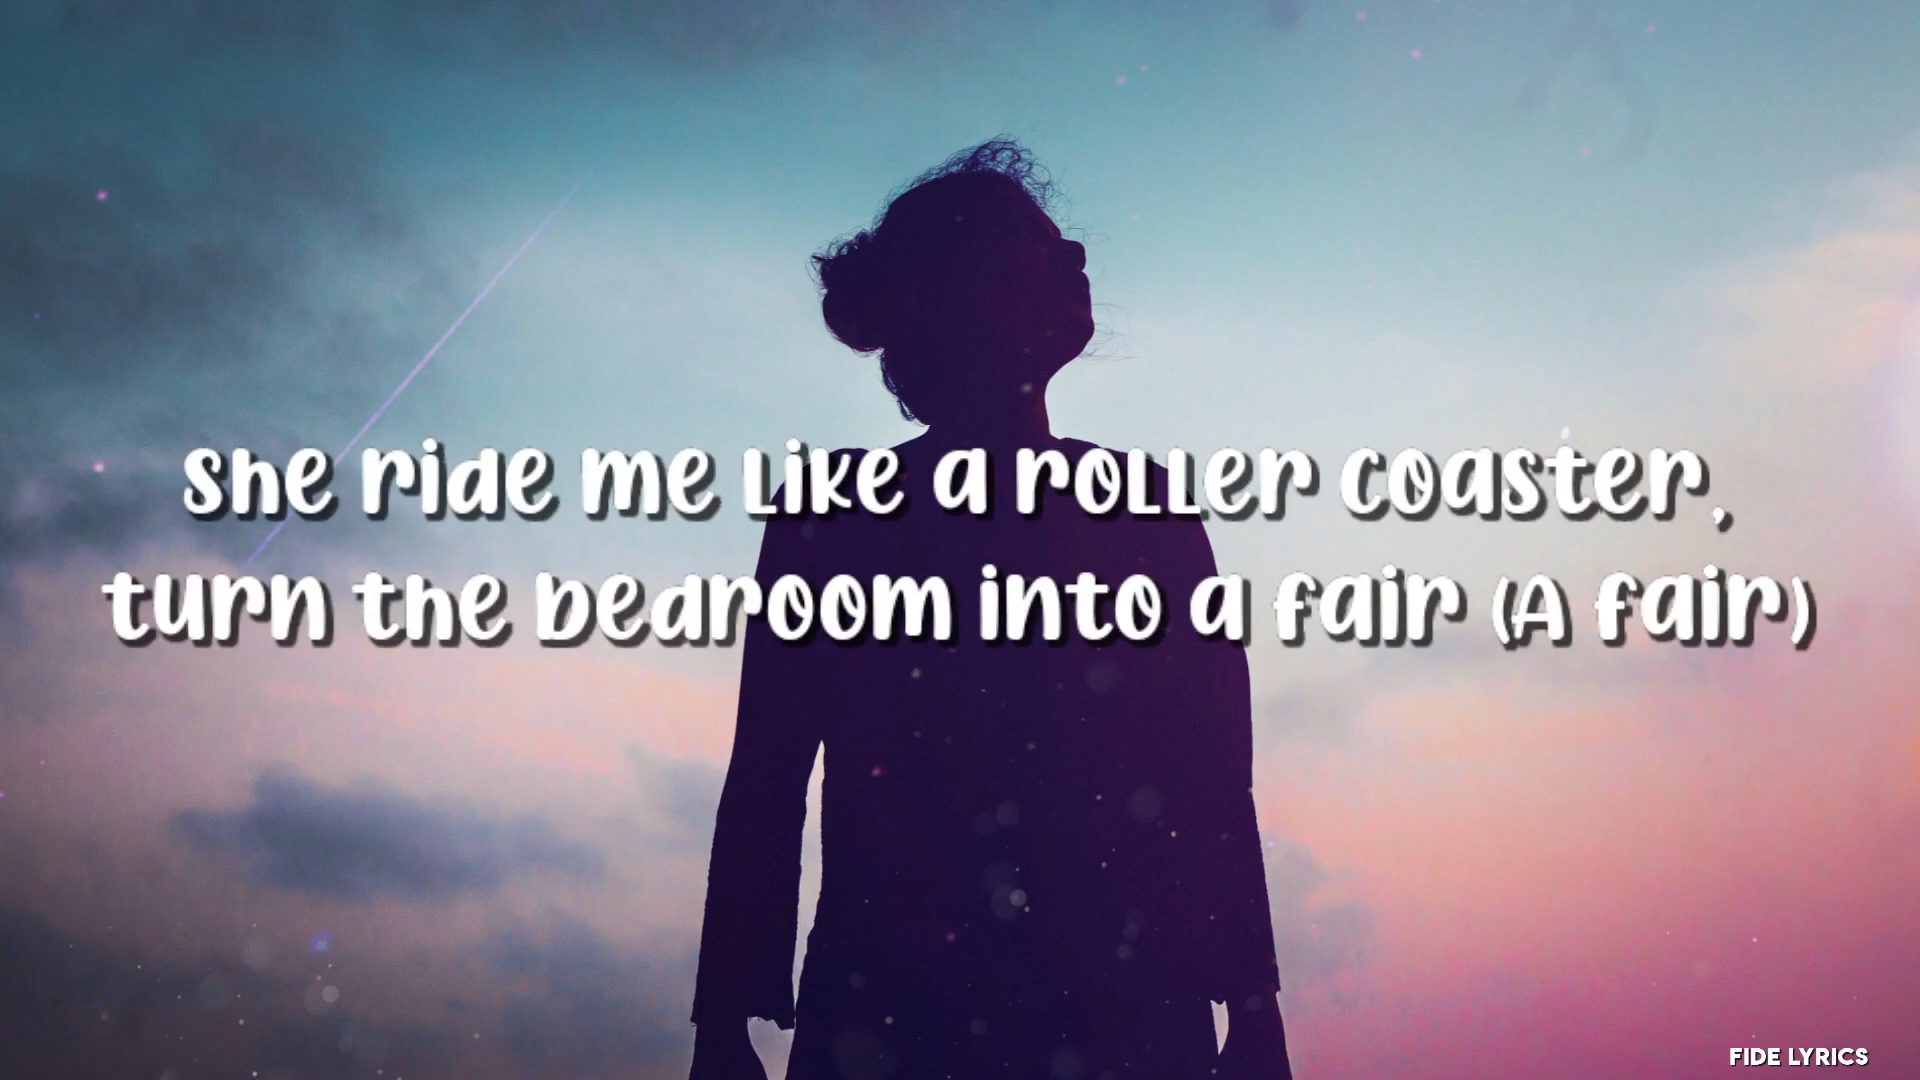 She ride me like a roller coaster,
turn the bedroom into a fair (A fair)
FIDE LYRICS